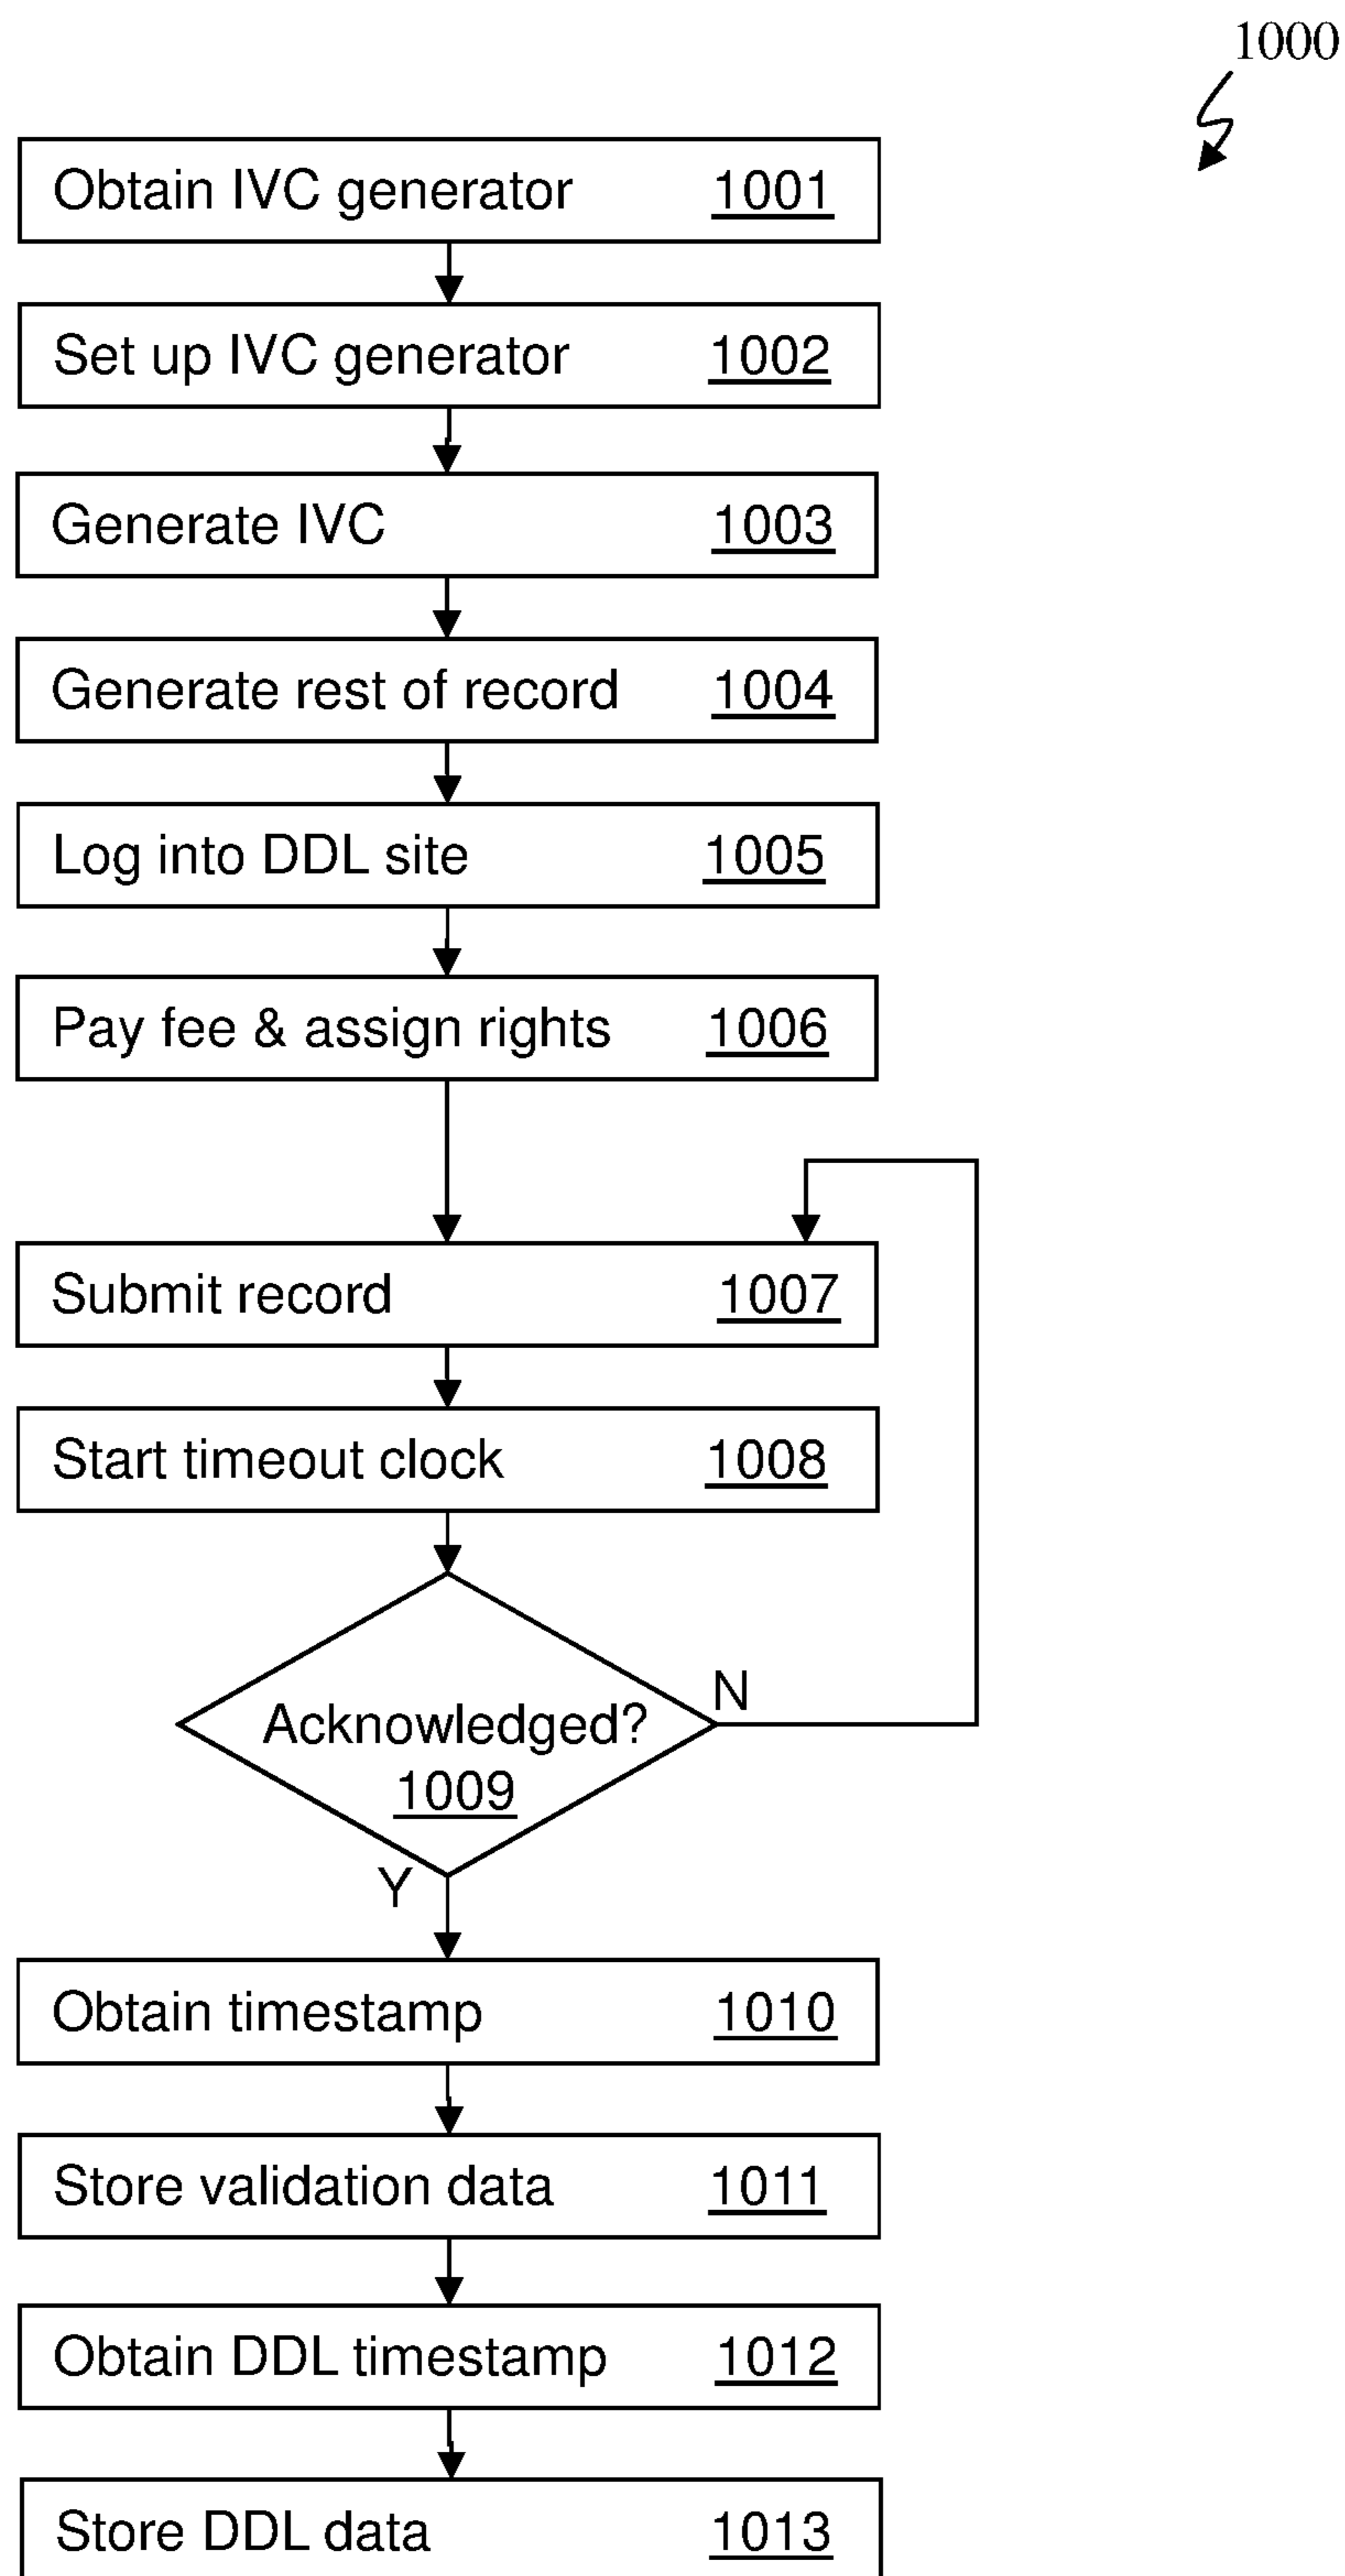 1000
Obtain IVC generator 1001
Set up IVC generator 1002
Generate IVC 1003
Generate rest of record 1004
Log into DDL site 1005
Pay fee & assign rights 1006
Submit record 1007
Start timeout clock 1008
N
Acknowledged?
1009
Y
Obtain timestamp 1010
Store validation data 1011
Obtain DDL timestamp 1012
Store DDL data 1013